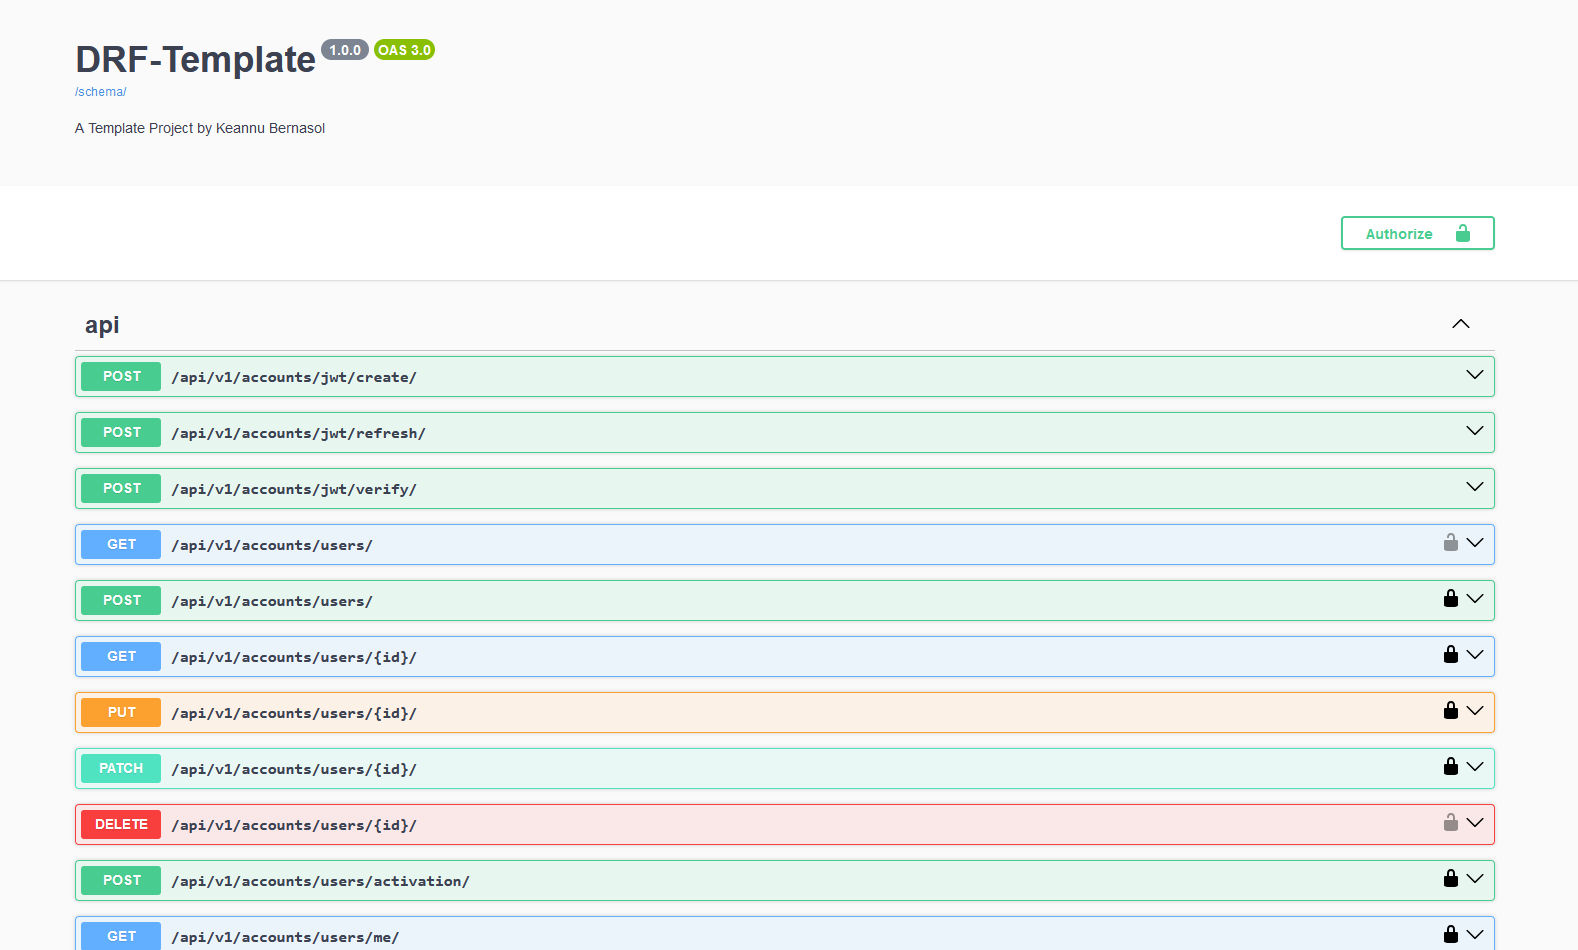 DRF-Template 1.0.0 OAS 3.0
/schema/
A Template Project by Keannu Bernasol
Authorize
api
POST /api/v1/accounts/jwt/create/
POST /api/v1/accounts/jwt/refresh/
POST /api/v1/accounts/jwt/verify/
GET /api/v1/accounts/users/
POST /api/v1/accounts/users/
GET /api/v1/accounts/users/{id}/
PUT /api/v1/accounts/users/{id}/
PATCH /api/v1/accounts/users/{id}/
DELETE /api/v1/accounts/users/{id}/
POST /api/v1/accounts/users/activation/
GET /api/v1/accounts/users/me/